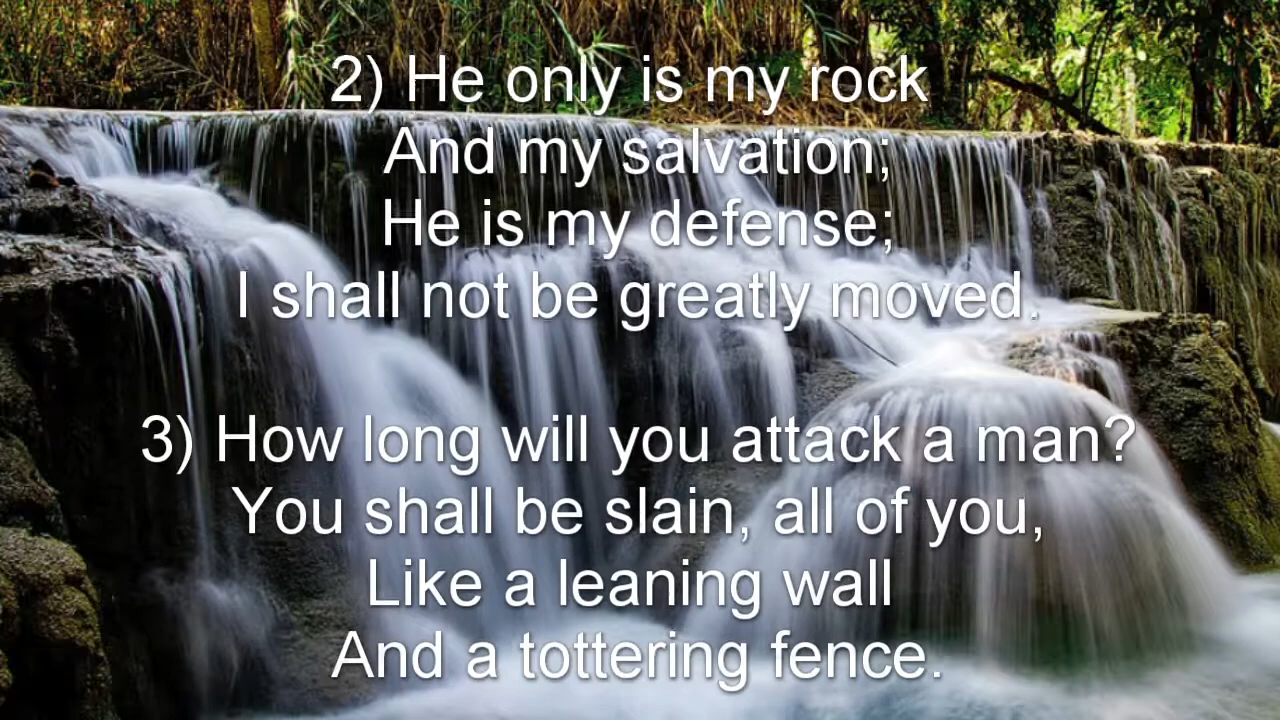 2) He only is my rock
And my salvation;
He is my defense;
I shall not be greatly moved.
3) How long will you attack a man?
You shall be slain, all of you,
Like a leaning wall
And a tottering fence.